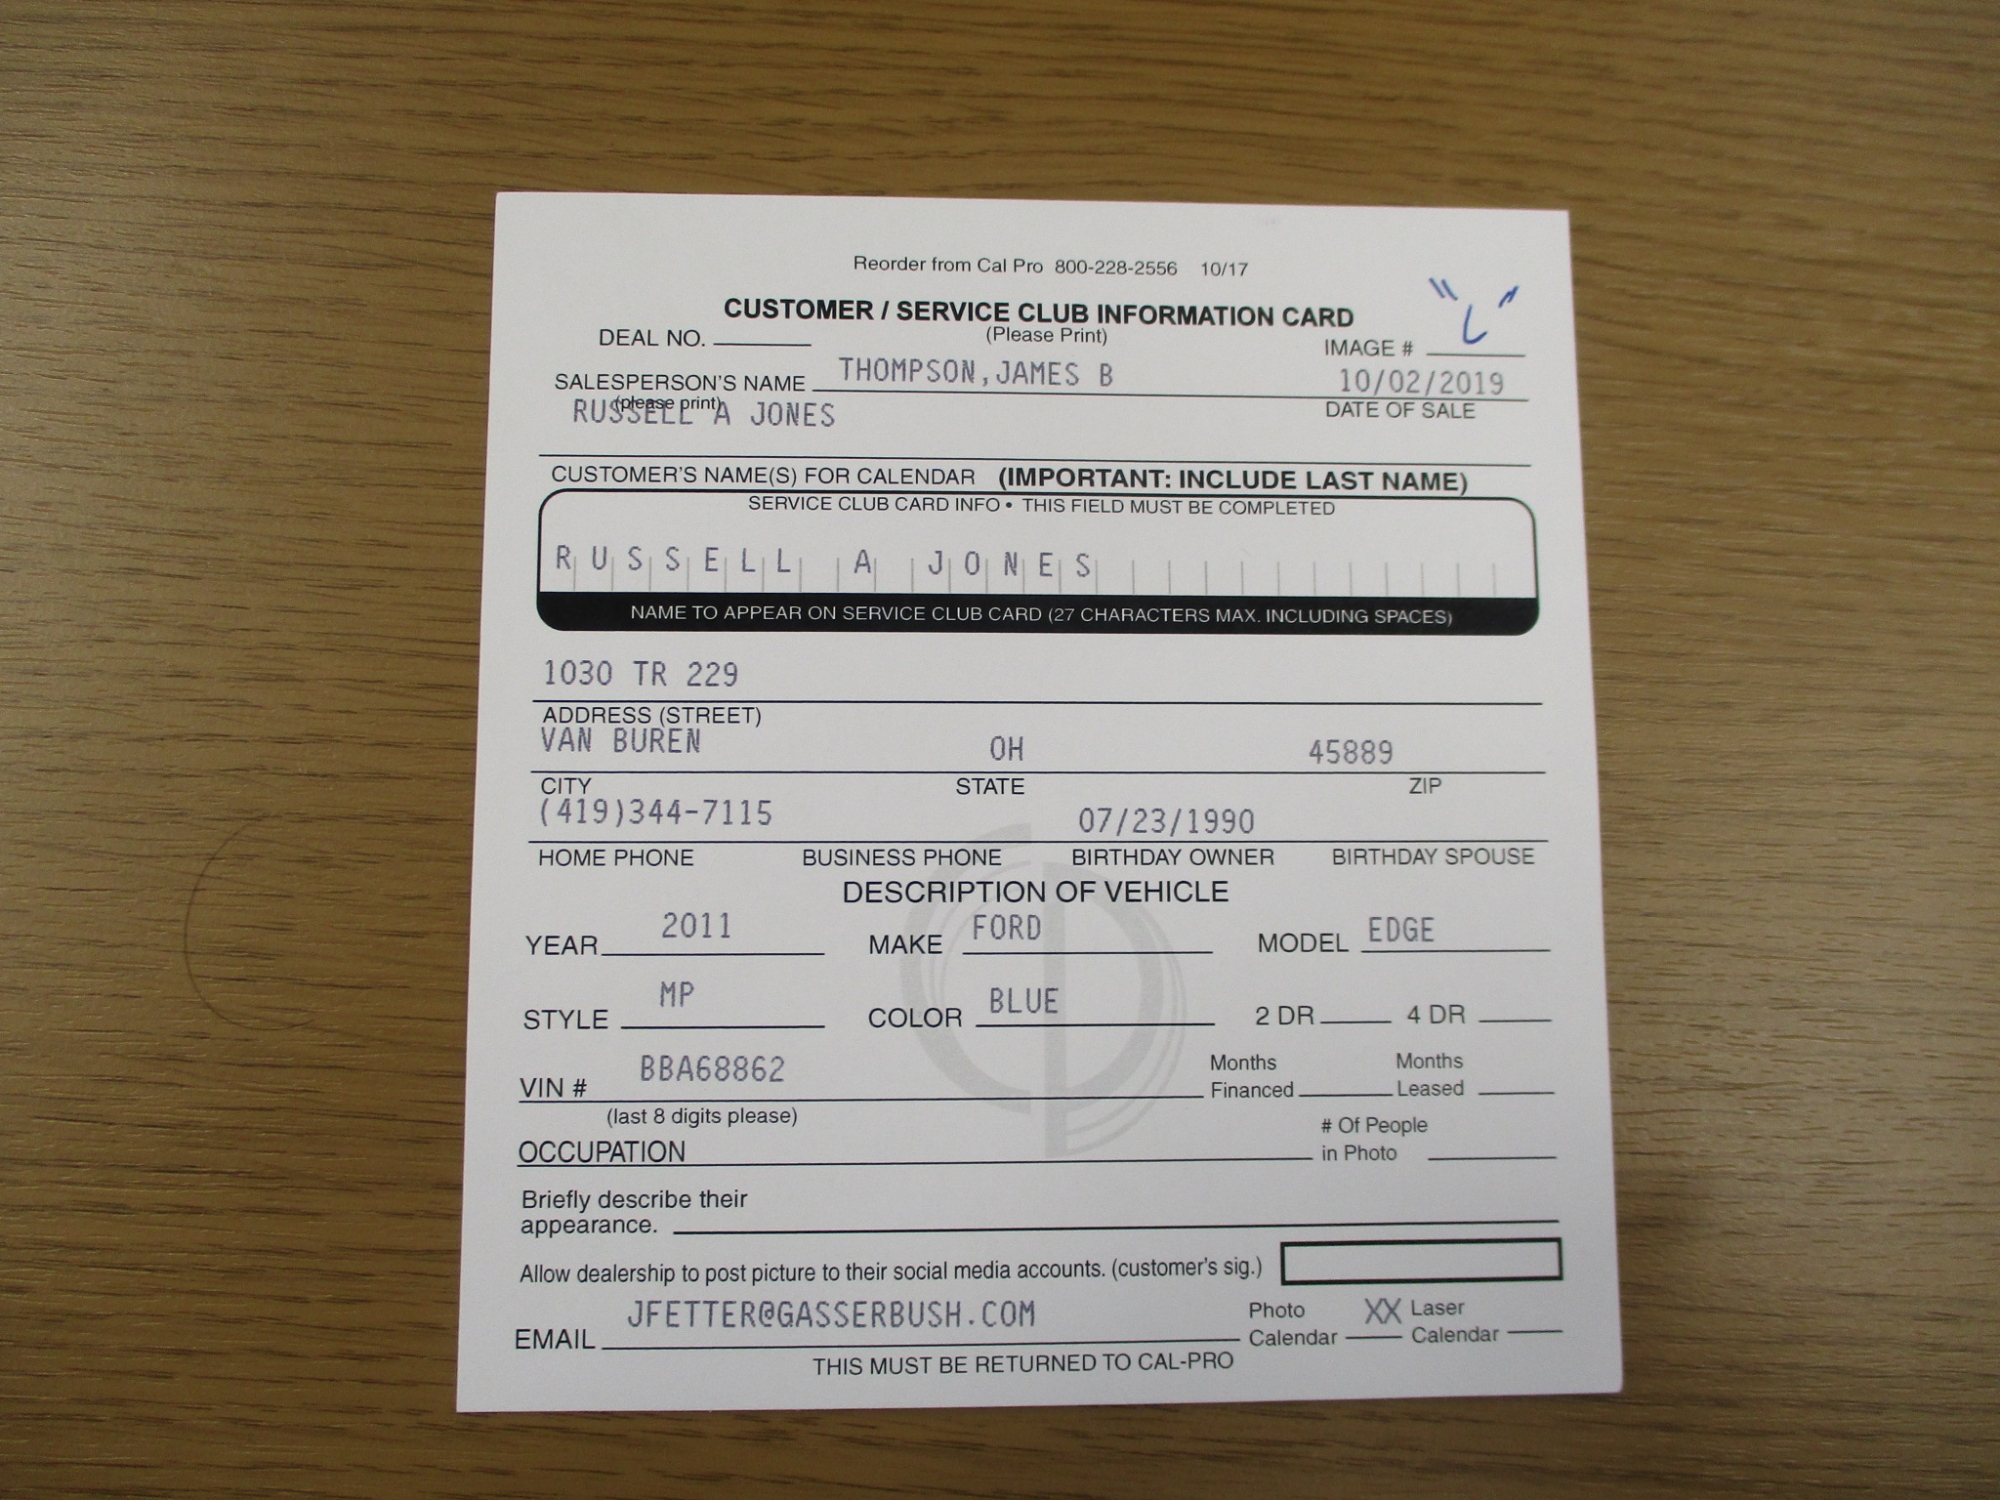 Reorder from Cal Pro 800-228-2556 10/17
CUSTOMER / SERVICE CLUB INFORMATION CARD
(Please Print)
DEAL NO.
IMAGE # "L"
SALESPERSON'S NAME THOMPSON,JAMES B 10/02/2019
(please print) DATE OF SALE
RUSSELL A JONES
CUSTOMER'S NAME(S) FOR CALENDAR (IMPORTANT: INCLUDE LAST NAME)
SERVICE CLUB CARD INFO • THIS FIELD MUST BE COMPLETED
RUSSELL A JONES
NAME TO APPEAR ON SERVICE CLUB CARD (27 CHARACTERS MAX. INCLUDING SPACES)
1030 TR 229
ADDRESS (STREET)
VAN BUREN OH 45889
CITY STATE ZIP
(419)344-7115 07/23/1990
HOME PHONE BUSINESS PHONE BIRTHDAY OWNER BIRTHDAY SPOUSE
DESCRIPTION OF VEHICLE
YEAR 2011 MAKE FORD MODEL EDGE
STYLE MP COLOR BLUE 2 DR 4 DR
VIN # BBA68862 Months Financed Months Leased
(last 8 digits please)
OCCUPATION # Of People in Photo
Briefly describe their
appearance.
Allow dealership to post picture to their social media accounts. (customer's sig.)
EMAIL JFETTER@GASSERBUSH.COM Photo Calendar XX Laser Calendar
THIS MUST BE RETURNED TO CAL-PRO